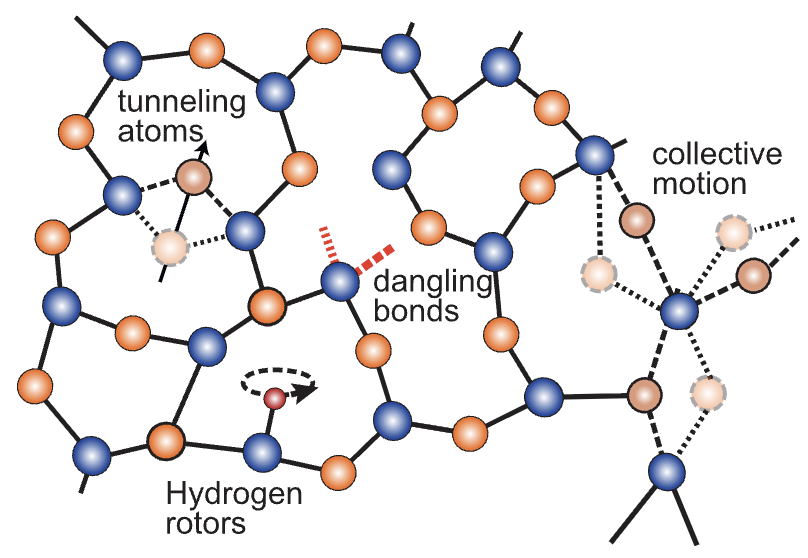 tunneling
atoms
collective
motion
dangling
bonds
Hydrogen
rotors